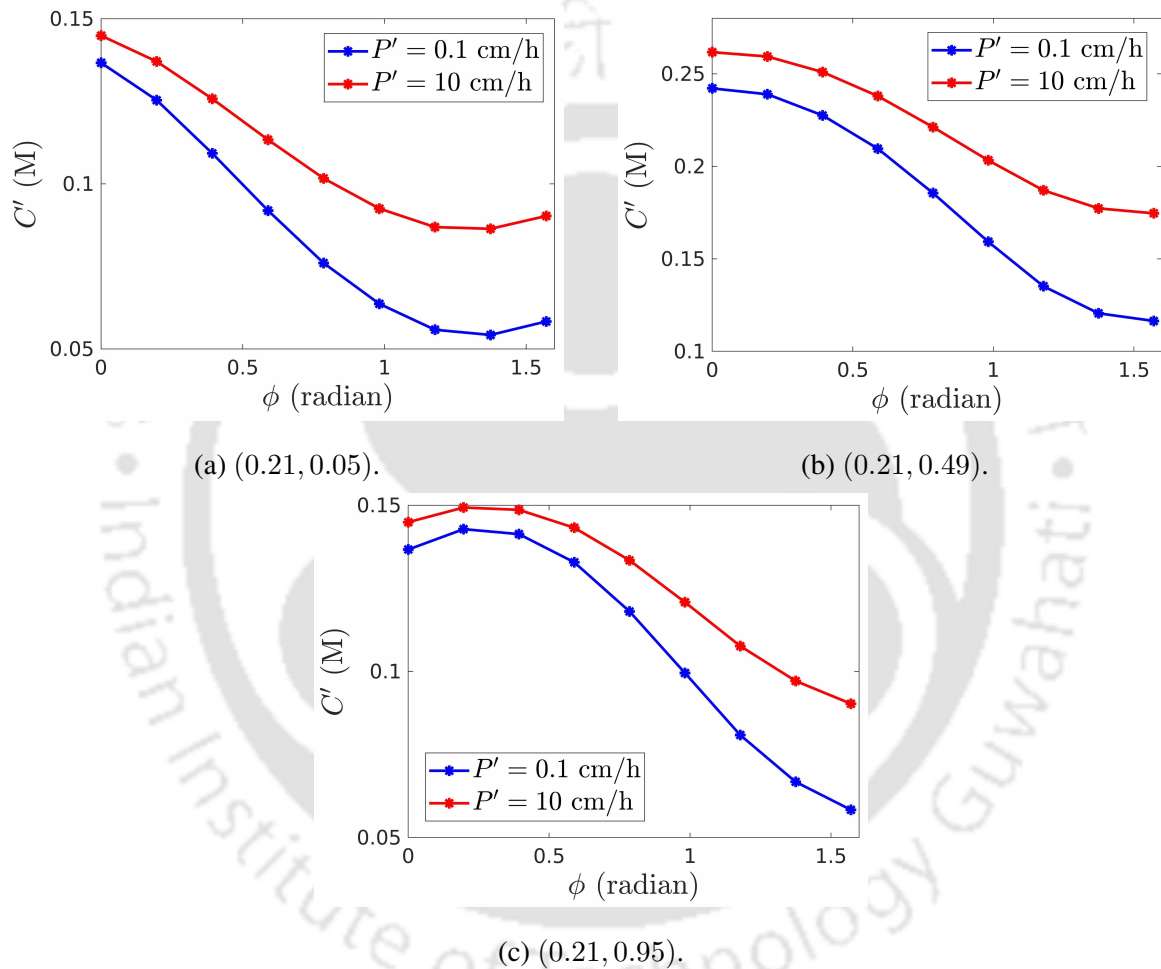 0.15
0.1
0.05
C′ (M)
P′ = 0.1 cm/h
P′ = 10 cm/h
0 0.5 1 1.5
ϕ (radian)
0.25
0.2
0.15
0.1
C′ (M)
P′ = 0.1 cm/h
P′ = 10 cm/h
0 0.5 1 1.5
ϕ (radian)
(a) (0.21, 0.05).
(b) (0.21, 0.49).
0.15
0.1
0.05
C′ (M)
P′ = 0.1 cm/h
P′ = 10 cm/h
0 0.5 1 1.5
ϕ (radian)
(c) (0.21, 0.95).
Indian Institute of Technology Guwahati